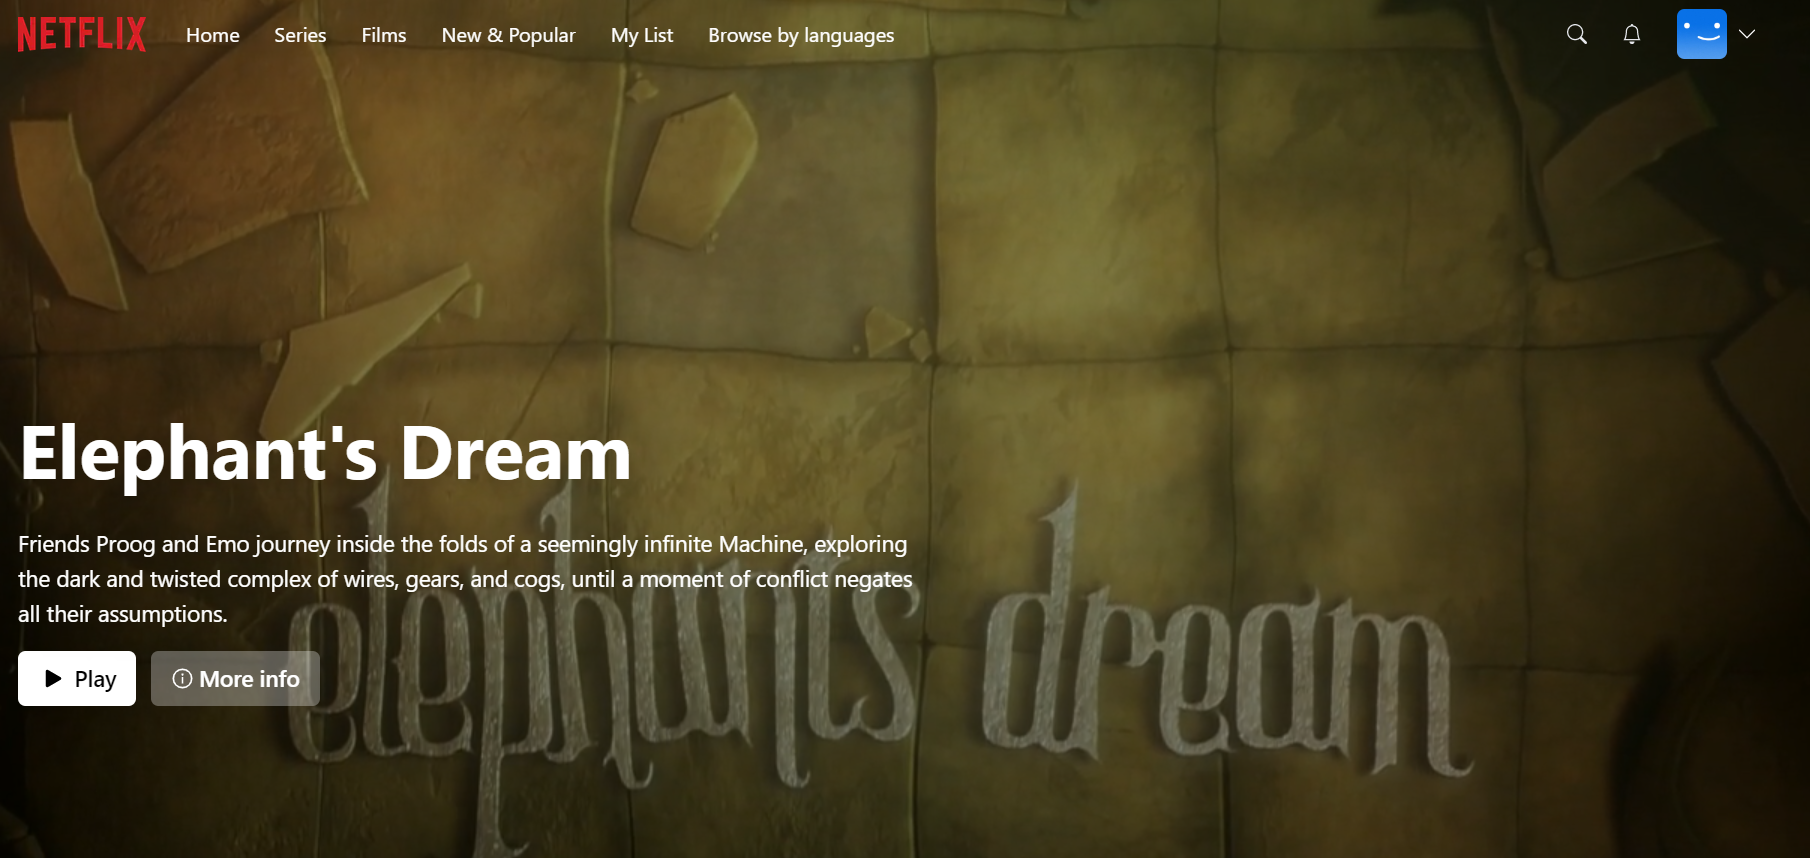 NETFLIX
Home
Series
Films
New & Popular
My List
Browse by languages
Elephant's Dream
Friends Proog and Emo journey inside the folds of a seemingly infinite Machine, exploring
the dark and twisted complex of wires, gears, and cogs, until a moment of conflict negates
all their assumptions.
Play
More info
elephants dream